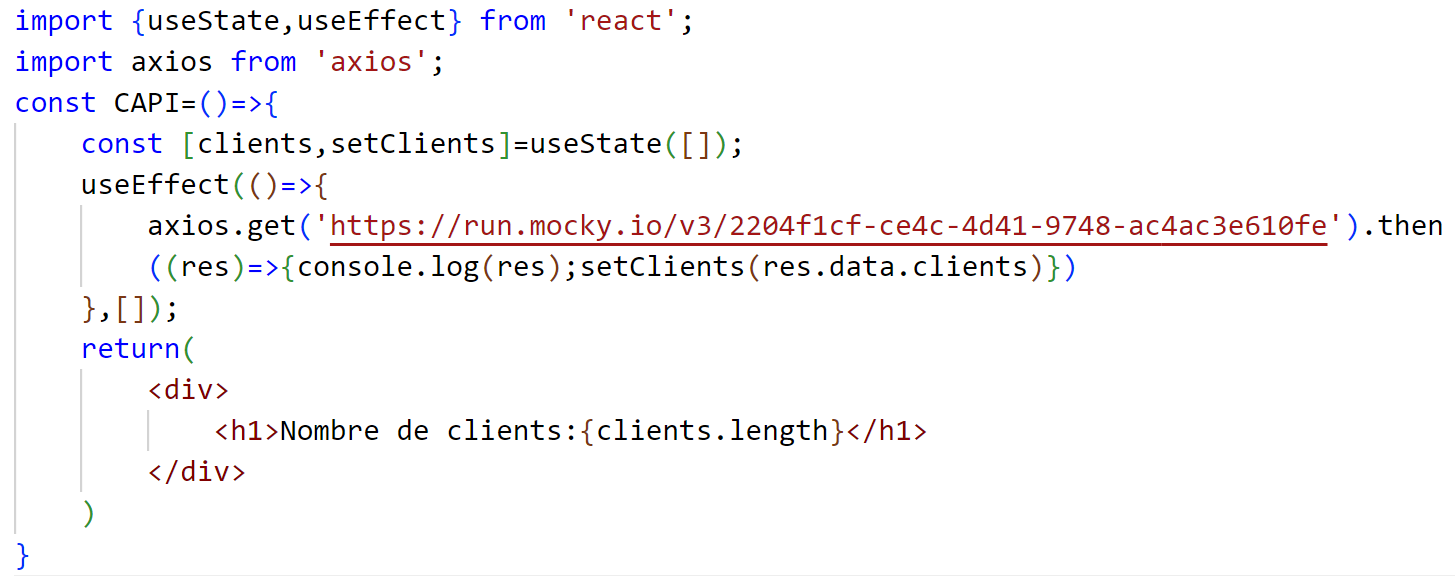 import {useState,useEffect} from 'react';
import axios from 'axios';
const CAPI=()=>{
    const [clients,setClients]=useState([]);
    useEffect(()=>{
        axios.get('https://run.mocky.io/v3/2204f1cf-ce4c-4d41-9748-ac4ac3e610fe').then
        ((res)=>{console.log(res);setClients(res.data.clients)})
    },[]);
    return(
        <div>
            <h1>Nombre de clients:{clients.length}</h1>
        </div>
    )
}